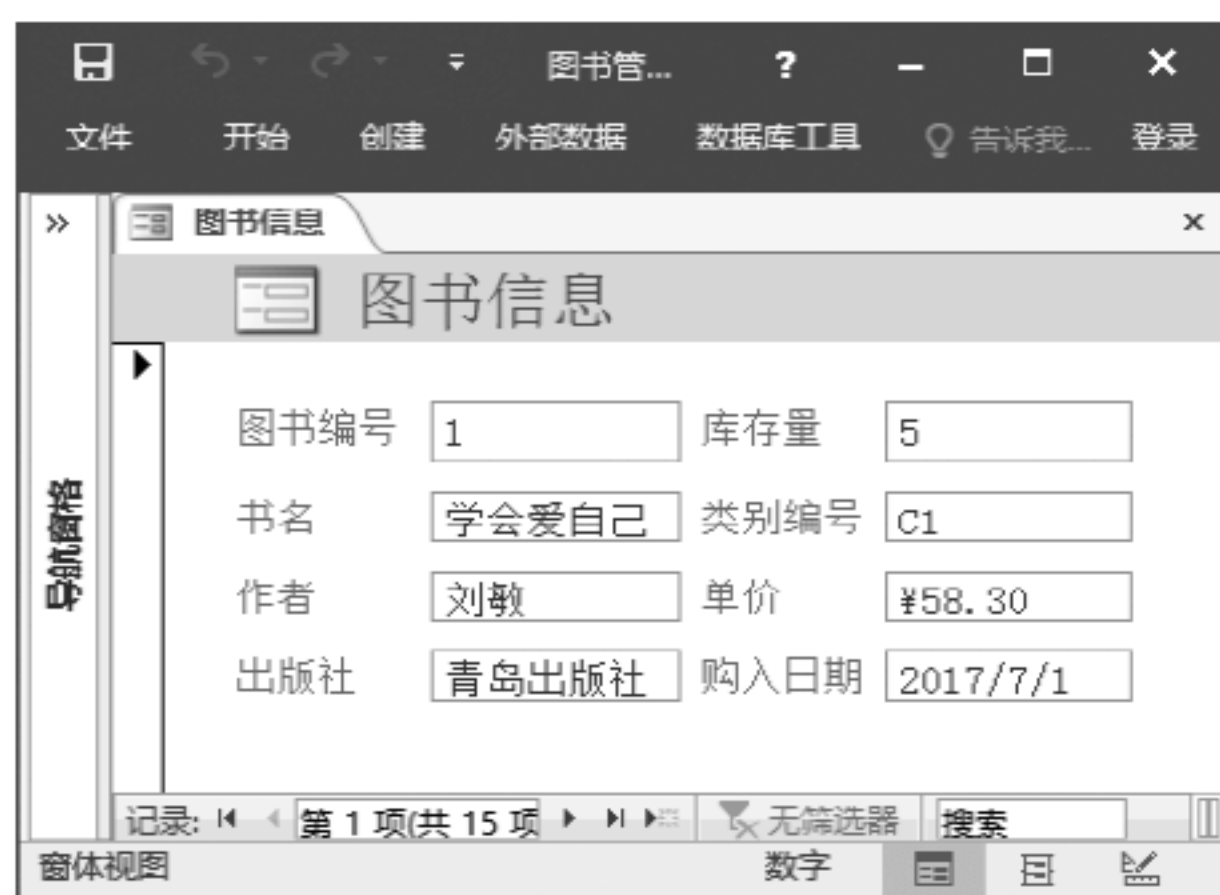 图书管... ?
文件 开始 创建 外部数据 数据库工具 告诉我... 登录
» 图书信息
图书信息
导航窗格
图书编号 1 库存量 5
书名 学会爱自己 类别编号 C1
作者 刘敏 单价 ¥58.30
出版社 青岛出版社 购入日期 2017/7/1
记录: 第 1 项(共 15 项 无筛选器 搜索
窗体视图 数字